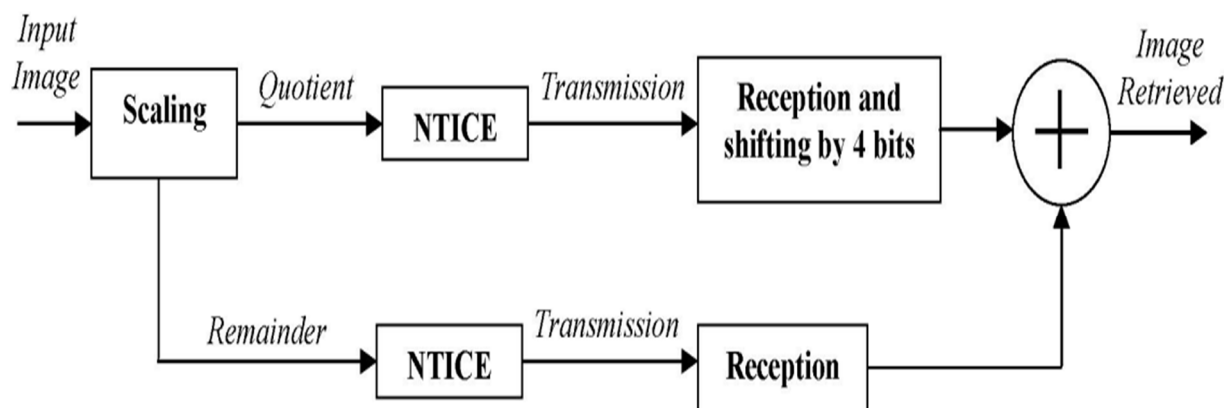 Input
Image
Scaling
Quotient
NTICE
Transmission
Reception and
shifting by 4 bits
Image
Retrieved
Remainder
NTICE
Transmission
Reception